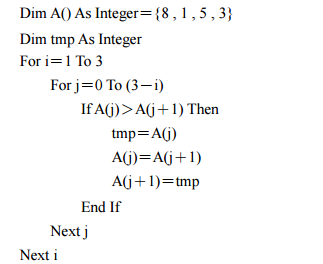 Dim A() As Integer={8,1,5,3}
Dim tmp As Integer
For i=1 To 3
For j=0 To (3-i)
If A(j)>A(j+1) Then
tmp=A(j)
A(j)=A(j+1)
A(j+1)=tmp
End If
Next j
Next i